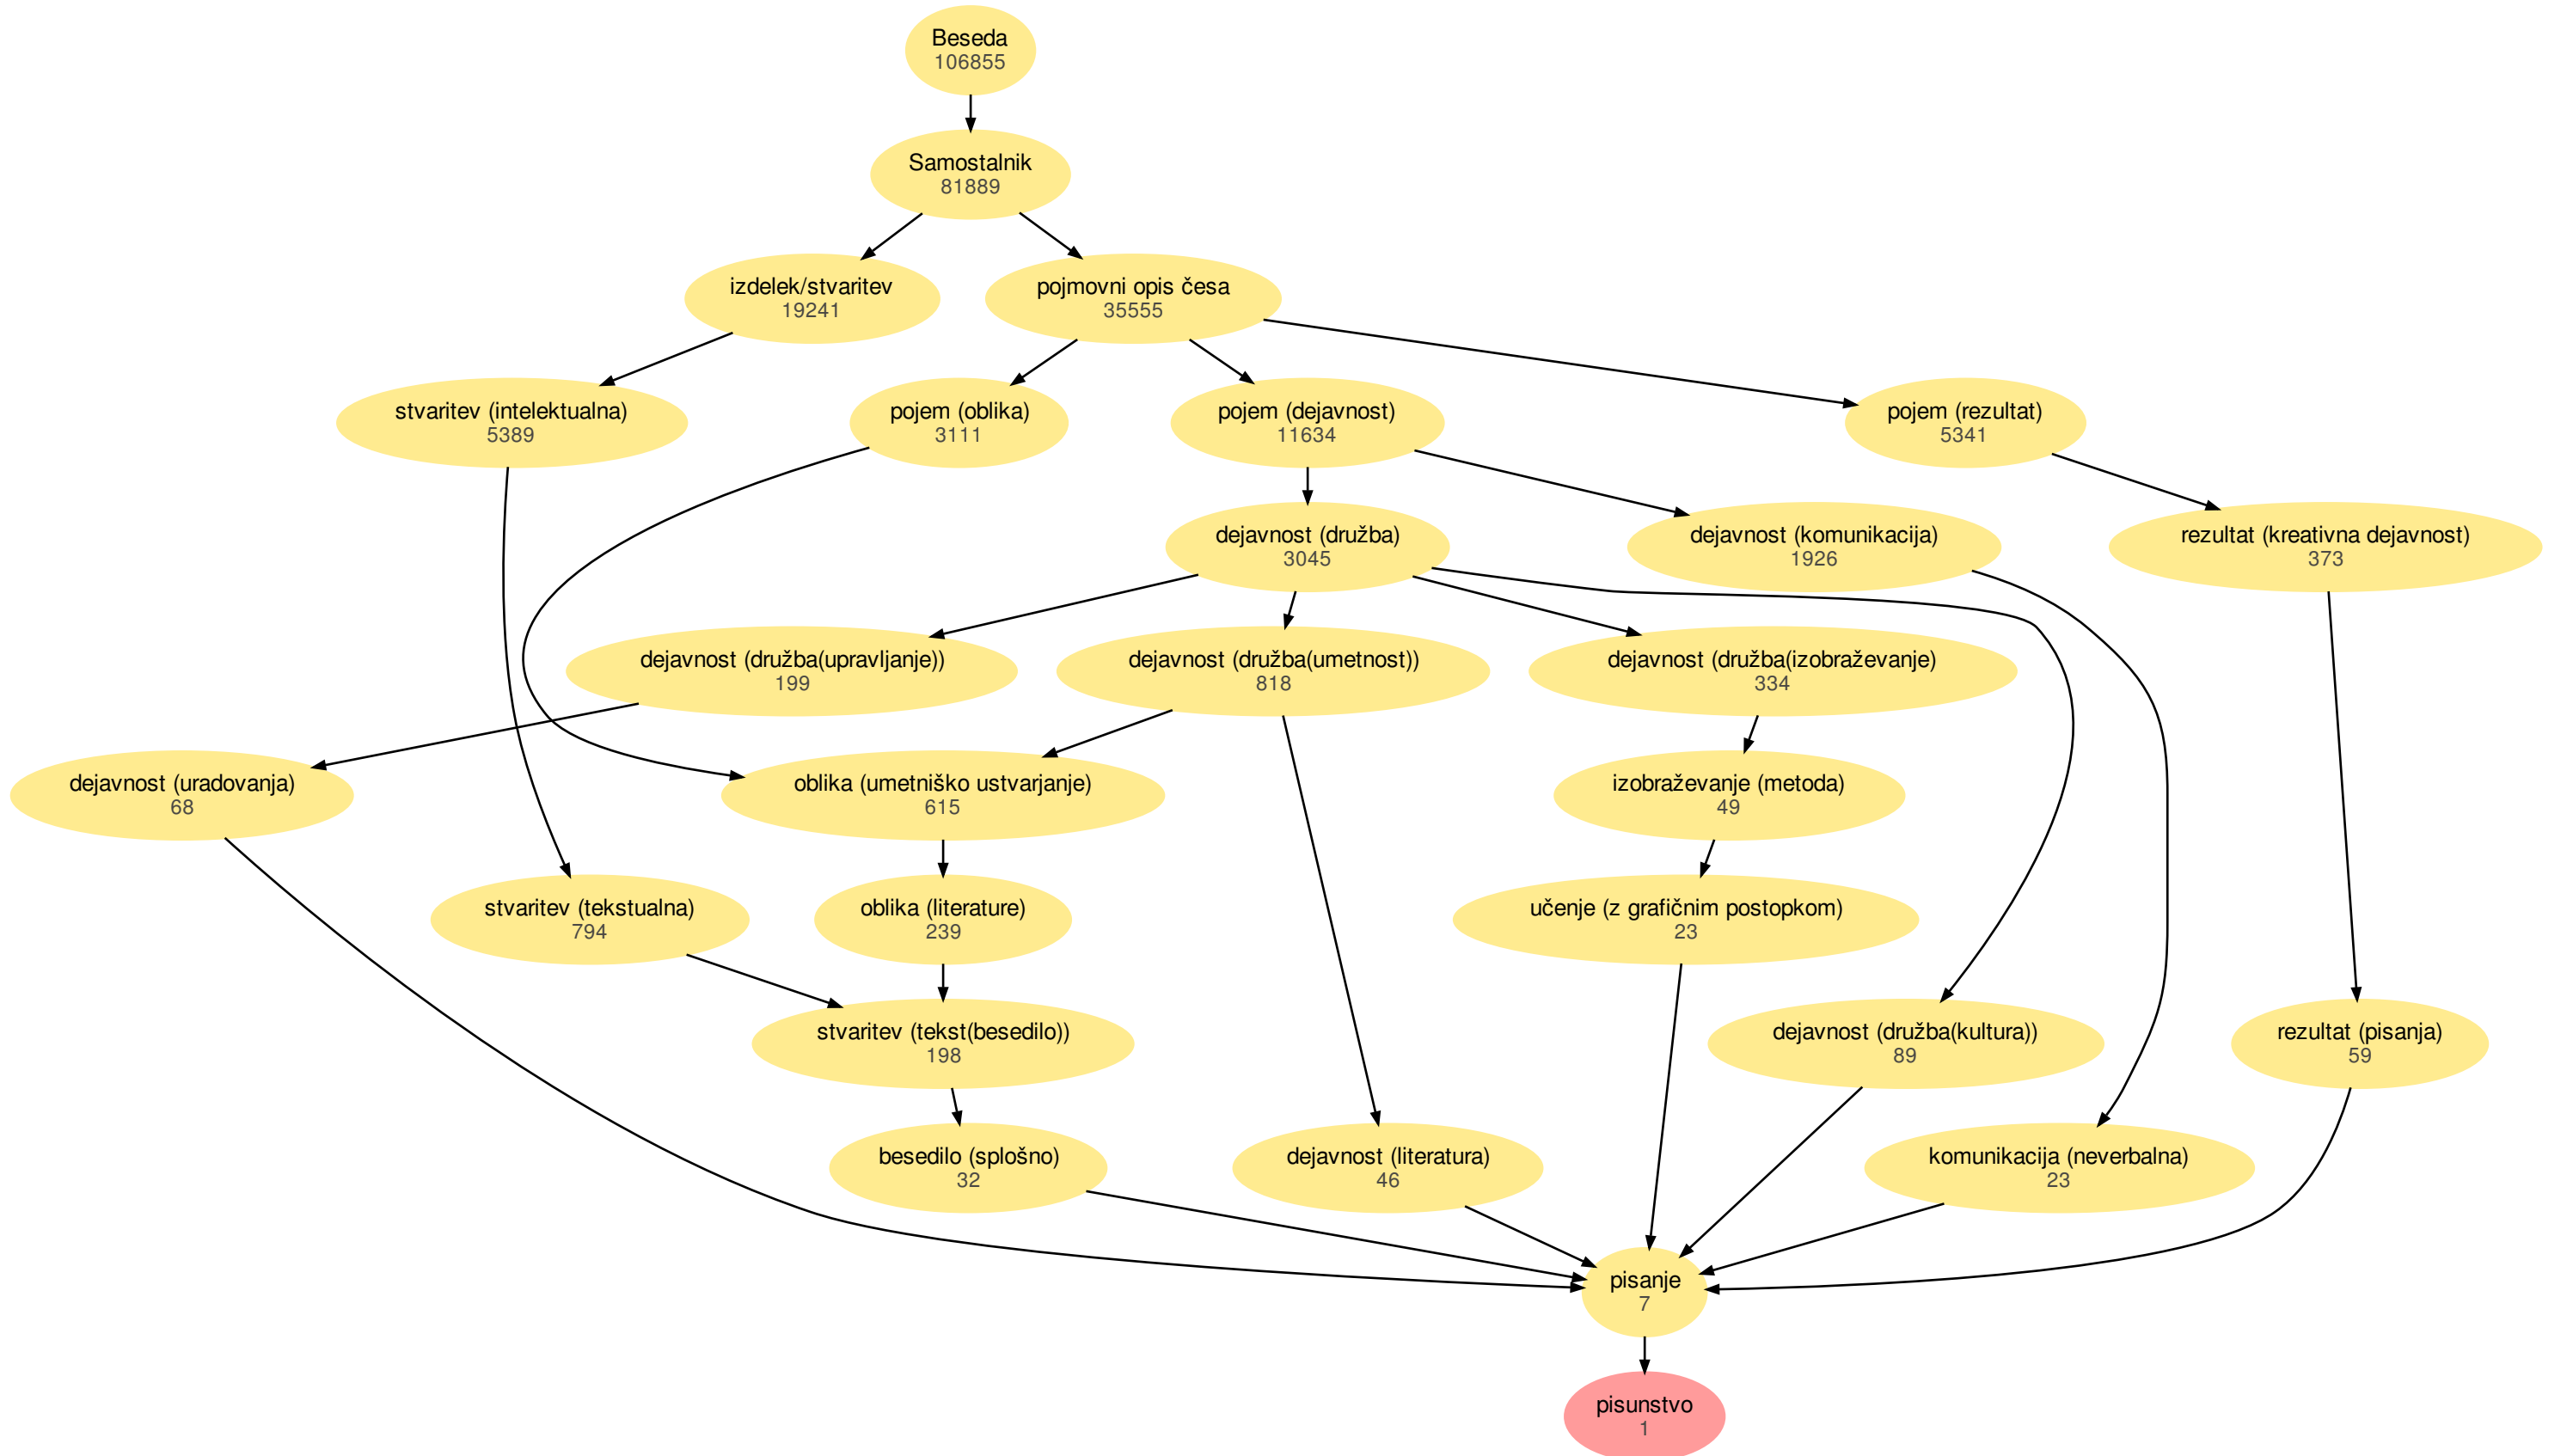 Beseda
106855
Samostalnik
81889
izdelek/stvaritev
19241
pojmovni opis česa
35555
stvaritev (intelektualna)
5389
pojem (oblika)
3111
pojem (dejavnost)
11634
pojem (rezultat)
5341
dejavnost (družba)
3045
dejavnost (komunikacija)
1926
rezultat (kreativna dejavnost)
373
dejavnost (družba(upravljanje))
199
dejavnost (družba(umetnost))
818
dejavnost (družba(izobraževanje)
334
dejavnost (uradovanja)
68
oblika (umetniško ustvarjanje)
615
izobraževanje (metoda)
49
stvaritev (tekstualna)
794
oblika (literature)
239
učenje (z grafičnim postopkom)
23
stvaritev (tekst(besedilo))
198
dejavnost (družba(kultura))
89
rezultat (pisanja)
59
besedilo (splošno)
32
dejavnost (literatura)
46
komunikacija (neverbalna)
23
pisanje
7
pisunstvo
1